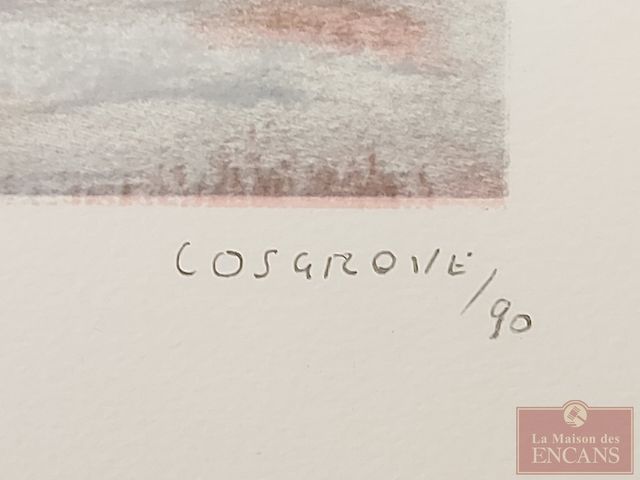 COSGROVE
/90
La Maison des
ENCANS